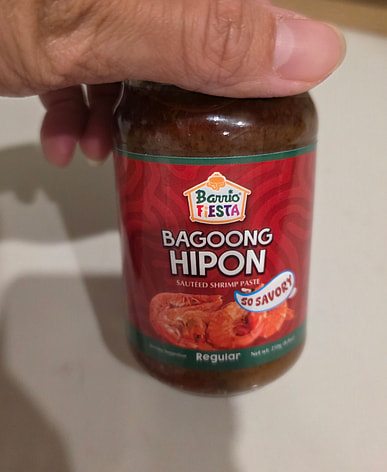 Barrio
FIESTA
BAGOONG
HIPON
SAUTEED SHRIMP PASTE
SO SAVORY
Regular